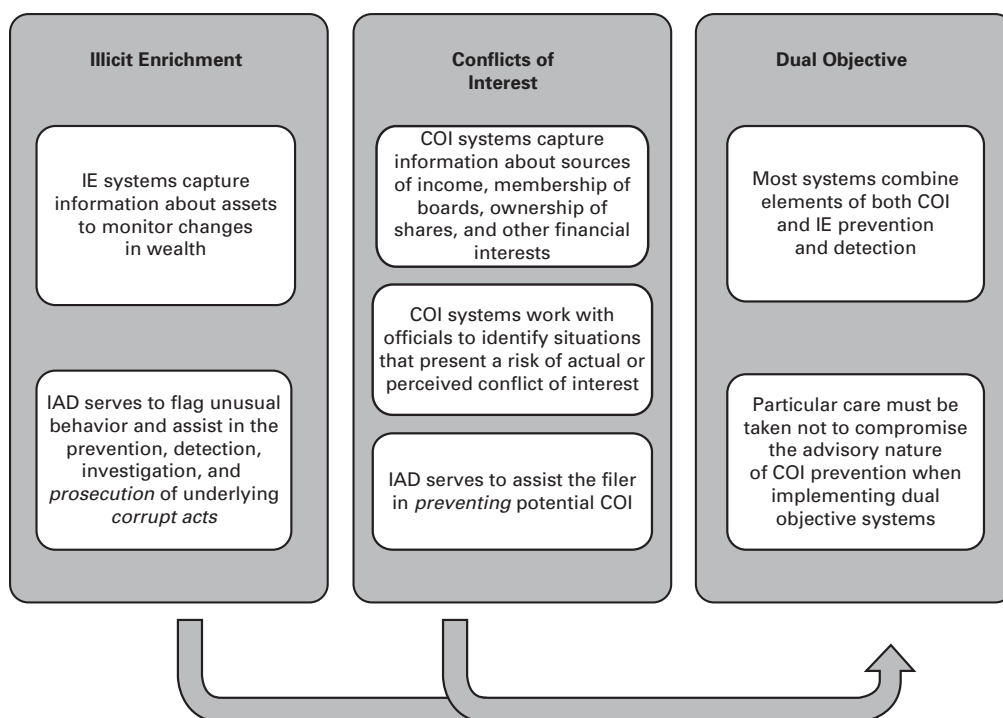 Illicit Enrichment
IE systems capture
information about assets
to monitor changes
in wealth
IAD serves to flag unusual
behavior and assist in the
prevention, detection,
investigation, and
prosecution of underlying
corrupt acts
Conflicts of
Interest
COI systems capture
information about sources
of income, membership of
boards, ownership of
shares, and other financial
interests
COI systems work with
officials to identify situations
that present a risk of actual or
perceived conflict of interest
IAD serves to assist the filer
in preventing potential COI
Dual Objective
Most systems combine
elements of both COI
and IE prevention
and detection
Particular care must be
taken not to compromise
the advisory nature
of COI prevention when
implementing dual
objective systems